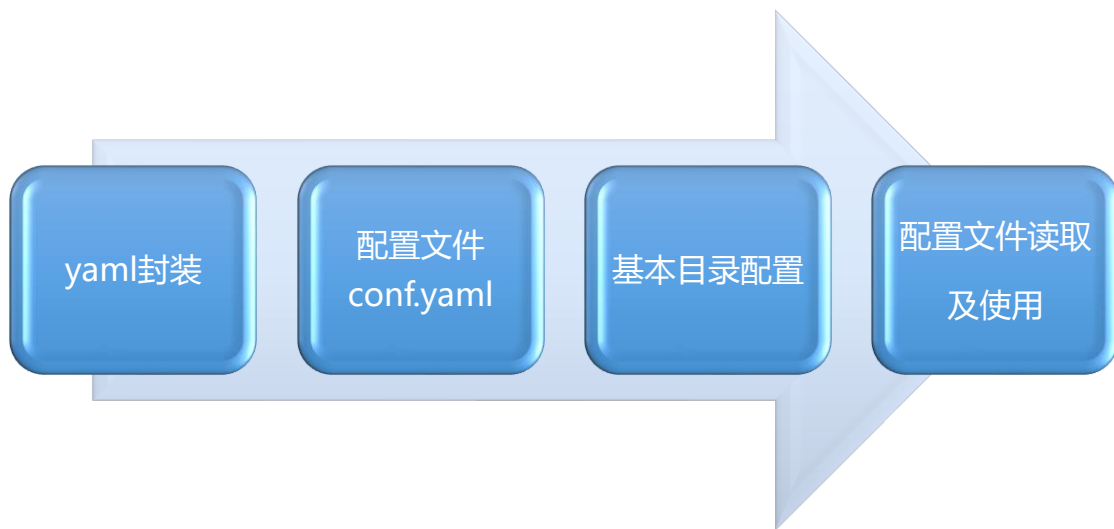 yaml封装
配置文件
conf.yaml
基本目录配置
配置文件读取
及使用